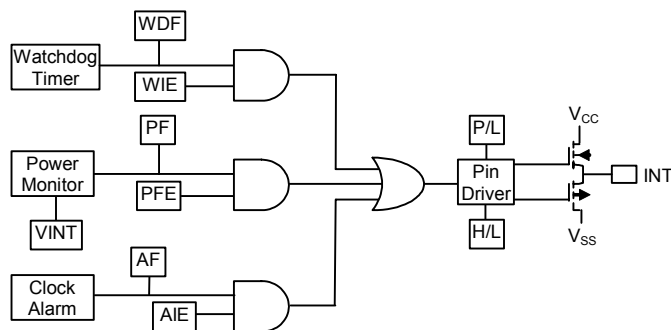 WDF
Watchdog
Timer
WIE
PF
Power
Monitor
PFE
VINT
AF
Clock
Alarm
AIE
P/L
Pin
Driver
H/L
VCC
INT
VSS